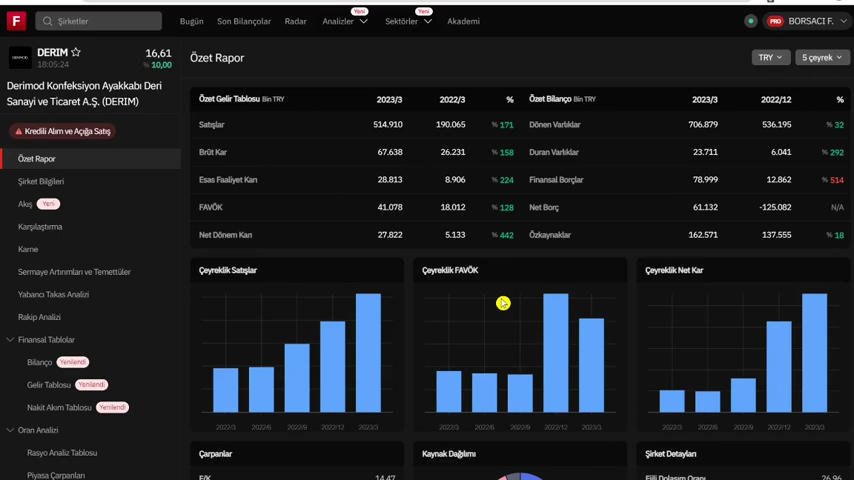 F
Şirketler
Bugün
Son Bilançolar
Radar
Analizler
Yeni
Sektörler
Yeni
Akademi
PRO BORSACI F.
DERİMOD
DERIM
18:05:24
16,61
% 10,00
Derimod Konfeksiyon Ayakkabı Deri
Sanayi ve Ticaret A.Ş. (DERIM)
Kredili Alım ve Açığa Satış
Özet Rapor
Şirket Bilgileri
Akış Yeni
Karşılaştırma
Karne
Sermaye Artırımları ve Temettüler
Yabancı Takas Analizi
Rakip Analizi
Finansal Tablolar
Bilanço Yenilendi
Gelir Tablosu Yenilendi
Nakit Akım Tablosu Yenilendi
Oran Analizi
Rasyo Analiz Tablosu
Piyasa Çarpanları
Özet Rapor
TRY
5 çeyrek
Özet Gelir Tablosu Bin TRY 2023/3 2022/3 %
Satışlar 514.910 190.065 % 171
Brüt Kar 67.638 26.231 % 158
Esas Faaliyet Karı 28.813 8.906 % 224
FAVÖK 41.078 18.012 % 128
Net Dönem Karı 27.822 5.133 % 442
Özet Bilanço Bin TRY 2023/3 2022/12 %
Dönen Varlıklar 706.879 536.195 % 32
Duran Varlıklar 23.711 6.041 % 292
Finansal Borçlar 78.999 12.862 % 514
Net Borç 61.132 -125.082 N/A
Özkaynaklar 162.571 137.555 % 18
Çeyreklik Satışlar
2022/3 2022/6 2022/9 2022/12 2023/3
Çeyreklik FAVÖK
2022/3 2022/6 2022/9 2022/12 2023/3
Çeyreklik Net Kar
2022/3 2022/6 2022/9 2022/12 2023/3
Çarpanlar
F/K 14,47
Kaynak Dağılımı
Şirket Detayları
Fiili Dolaşım Oranı 26,96